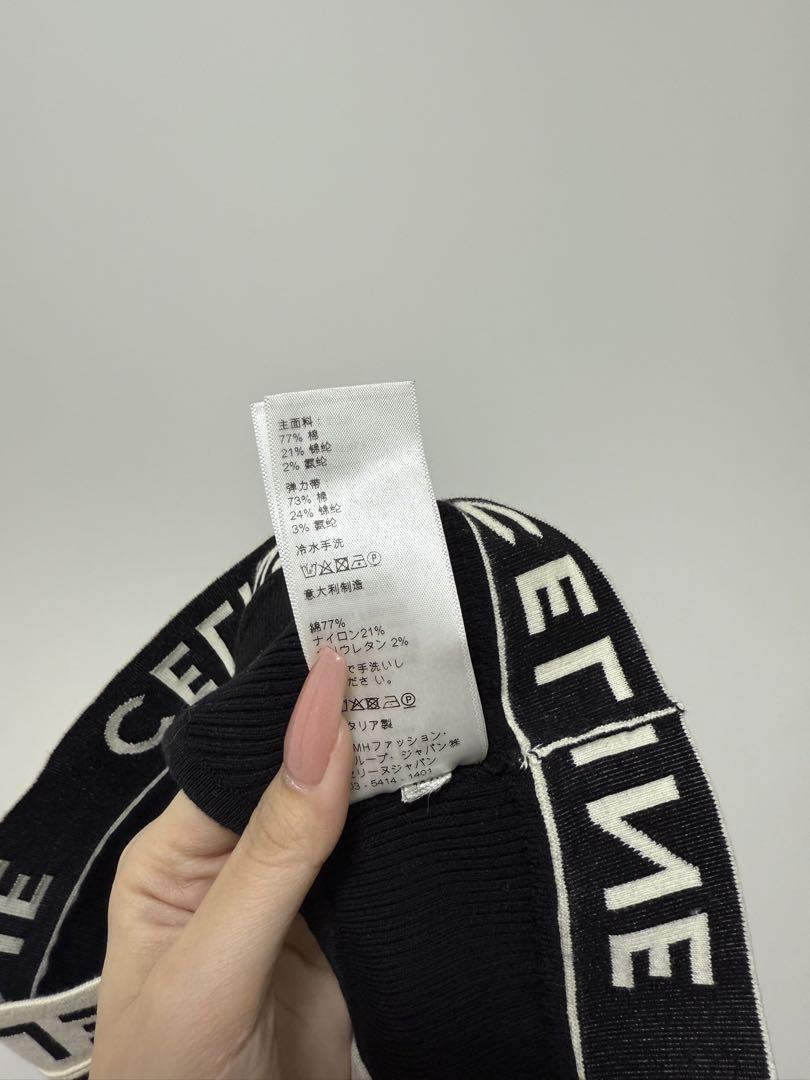 主面料:
77% 棉
21% 锦纶
2% 氨纶
弹力带:
73% 棉
24% 锦纶
3% 氨纶
冷水手洗
意大利制造
綿77%
ナイロン21%
ウレタン 2%
で手洗いし
ださい。
タリア製
MHファッション・
ループ・ジャパン㈱
セリーヌジャパン
03-5414-1401
CELINE
CELINE